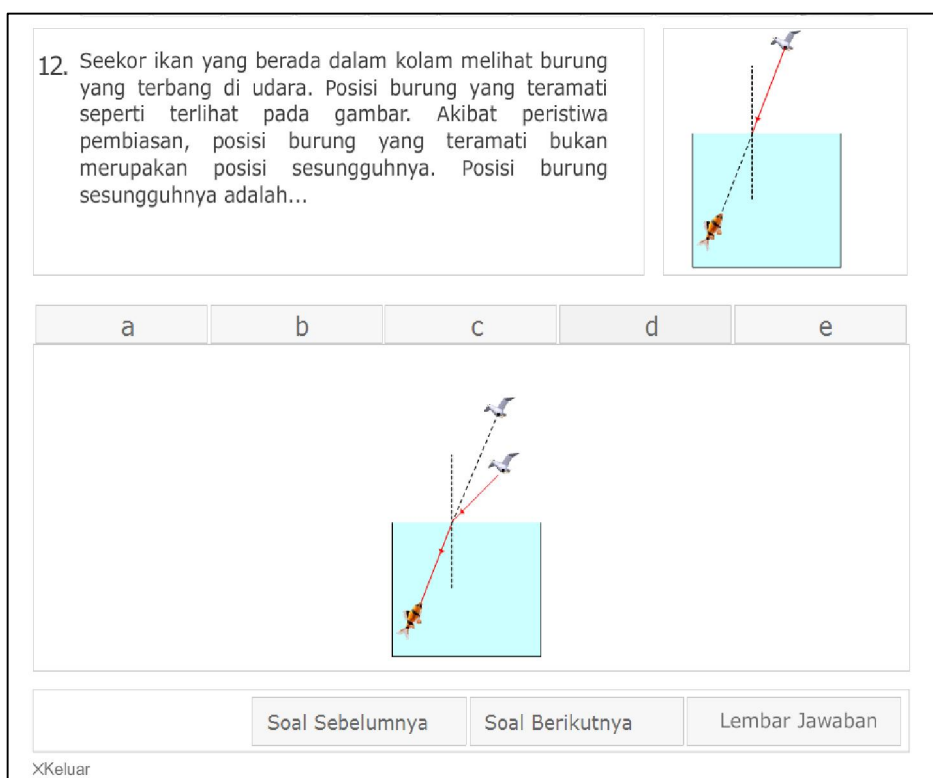 12. Seekor ikan yang berada dalam kolam melihat burung
yang terbang di udara. Posisi burung yang teramati
seperti terlihat pada gambar. Akibat peristiwa
pembiasan, posisi burung yang teramati bukan
merupakan posisi sesungguhnya. Posisi burung
sesungguhnya adalah...
a b c d e
Soal Sebelumnya Soal Berikutnya Lembar Jawaban
XKeluar